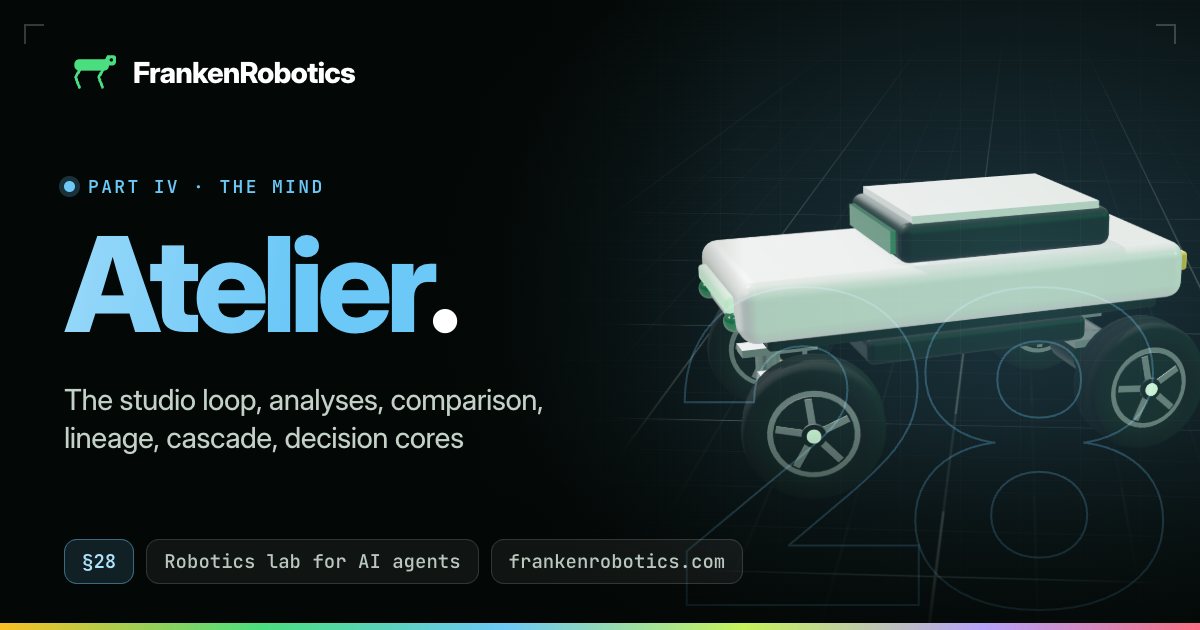 FrankenRobotics
PART IV · THE MIND
Atelier.
The studio loop, analyses, comparison,
lineage, cascade, decision cores
28
§28
Robotics lab for AI agents
frankenrobotics.com